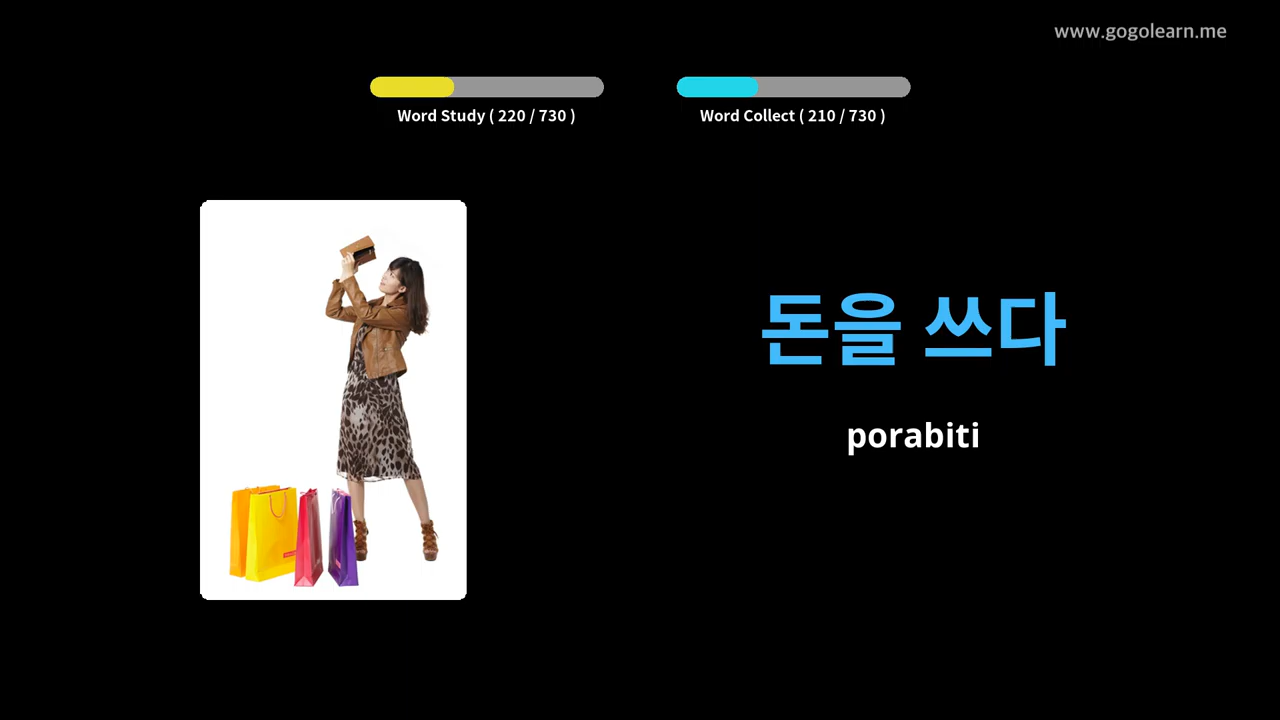 www.gogolearn.me
Word Study ( 220 / 730 )
Word Collect ( 210 / 730 )
돈을 쓰다
porabiti